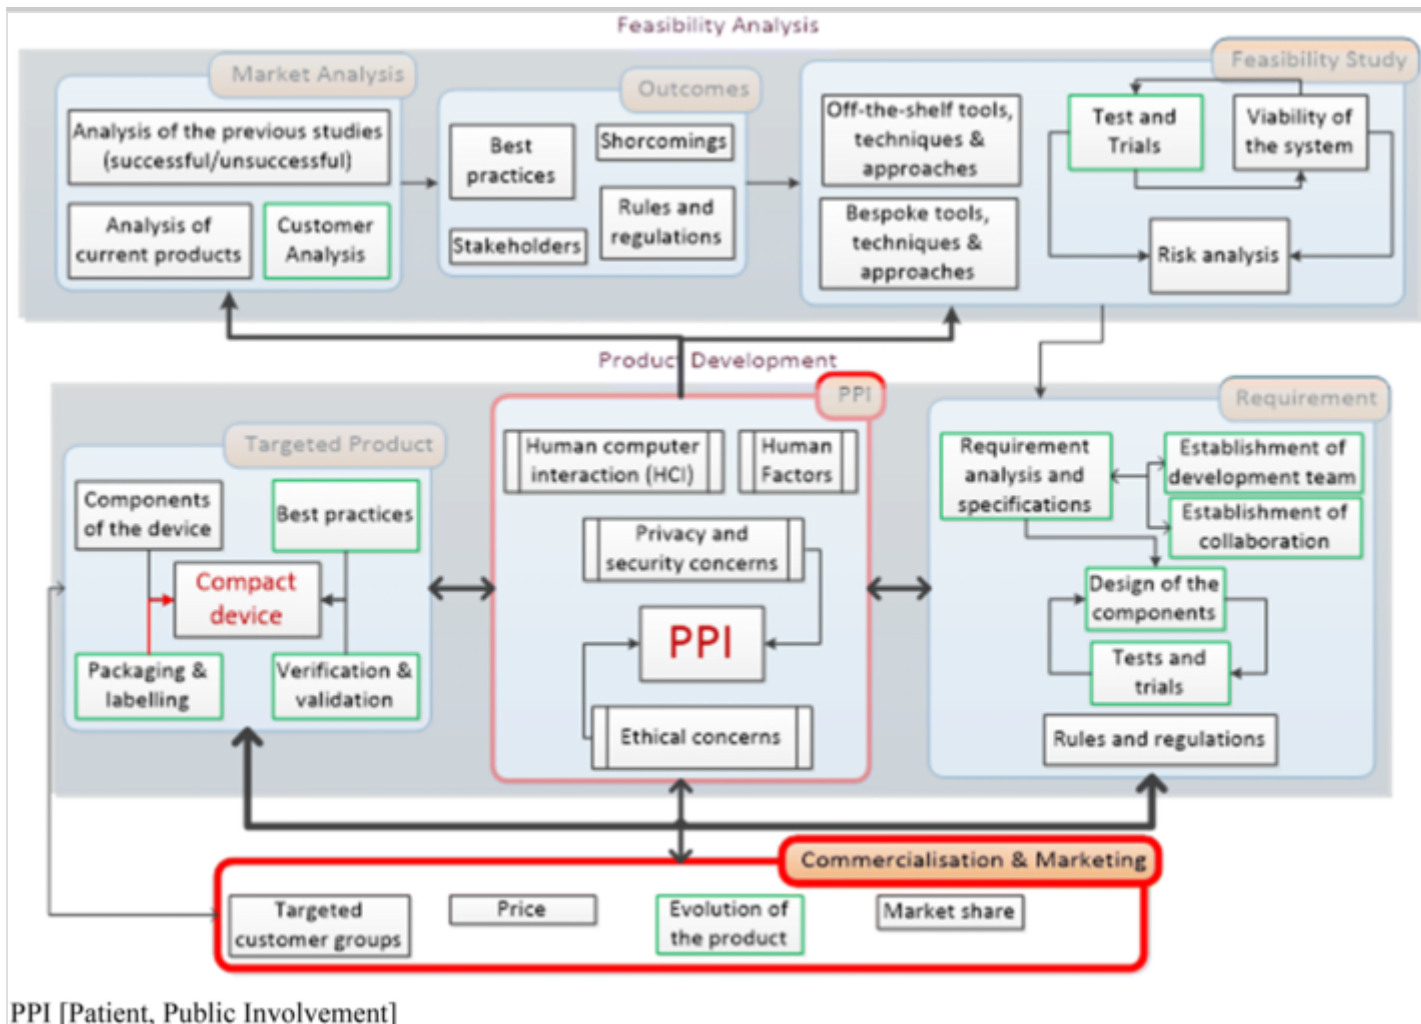 Feasibility Analysis
Market Analysis
Analysis of the previous studies
(successful/unsuccessful)
Analysis of
current products
Customer
Analysis
Outcomes
Best
practices
Shorcomings
Stakeholders
Rules and
regulations
Feasibility Study
Off-the-shelf tools,
techniques &
approaches
Bespoke tools,
techniques &
approaches
Test and
Trials
Viability of
the system
Risk analysis
Product Development
Targeted Product
Components
of the device
Best practices
Compact
device
Packaging &
labelling
Verification &
validation
PPI
Human computer
interaction (HCI)
Human
Factors
Privacy and
security concerns
PPI
Ethical concerns
Requirement
Requirement
analysis and
specifications
Establishment of
development team
Establishment of
collaboration
Design of the
components
Tests and
trials
Rules and regulations
Commercialisation & Marketing
Targeted
customer groups
Price
Evolution of
the product
Market share
PPI [Patient, Public Involvement]